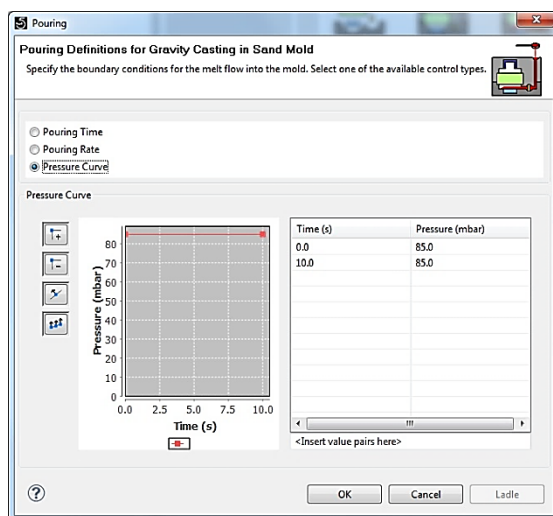 Pouring
Pouring Definitions for Gravity Casting in Sand Mold
Specify the boundary conditions for the melt flow into the mold. Select one of the available control types.
Pouring Time
Pouring Rate
Pressure Curve
Pressure Curve
Pressure (mbar)
80
70
60
50
40
30
20
10
0
0.0 2.5 5.0 7.5 10.0
Time (s)
Time (s) Pressure (mbar)
0.0 85.0
10.0 85.0
<Insert value pairs here>
OK Cancel Ladle